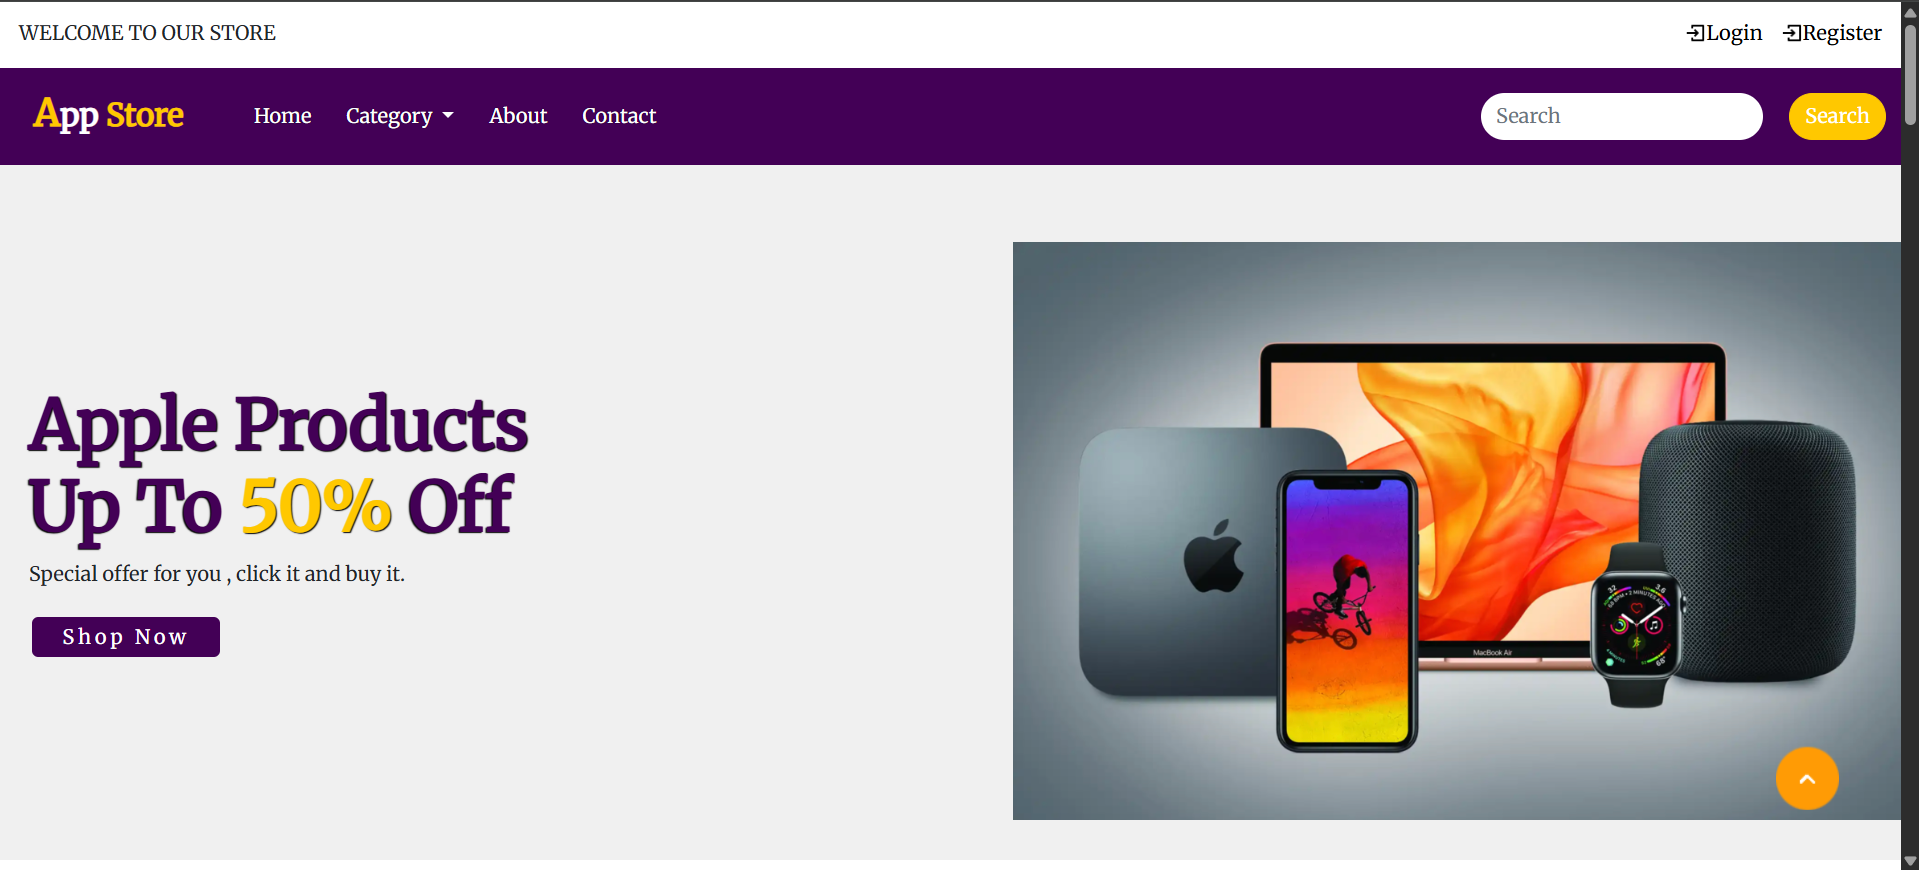 WELCOME TO OUR STORE
Login Register
App Store Home Category About Contact Search Search
Apple Products
Up To 50% Off
Special offer for you , click it and buy it.
Shop Now
MacBook Air